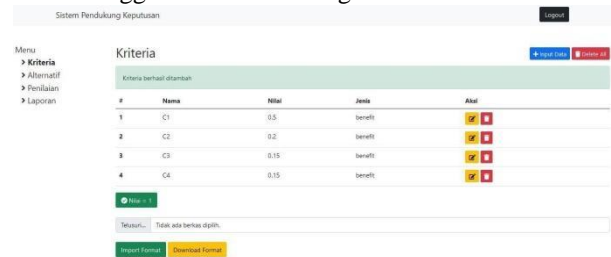 Sistem Pendukung Keputusan Logout
Menu
> Kriteria
> Alternatif
> Penilaian
> Laporan
Kriteria + Input Data Delete All
Kriteria berhasil ditambah
# Nama Nilai Jenis Aksi
1 C1 0.5 benefit
2 C2 0.2 benefit
3 C3 0.15 benefit
4 C4 0.15 benefit
Nilai = 1
Telusuri... Tidak ada berkas dipilih.
Import Format Download Format